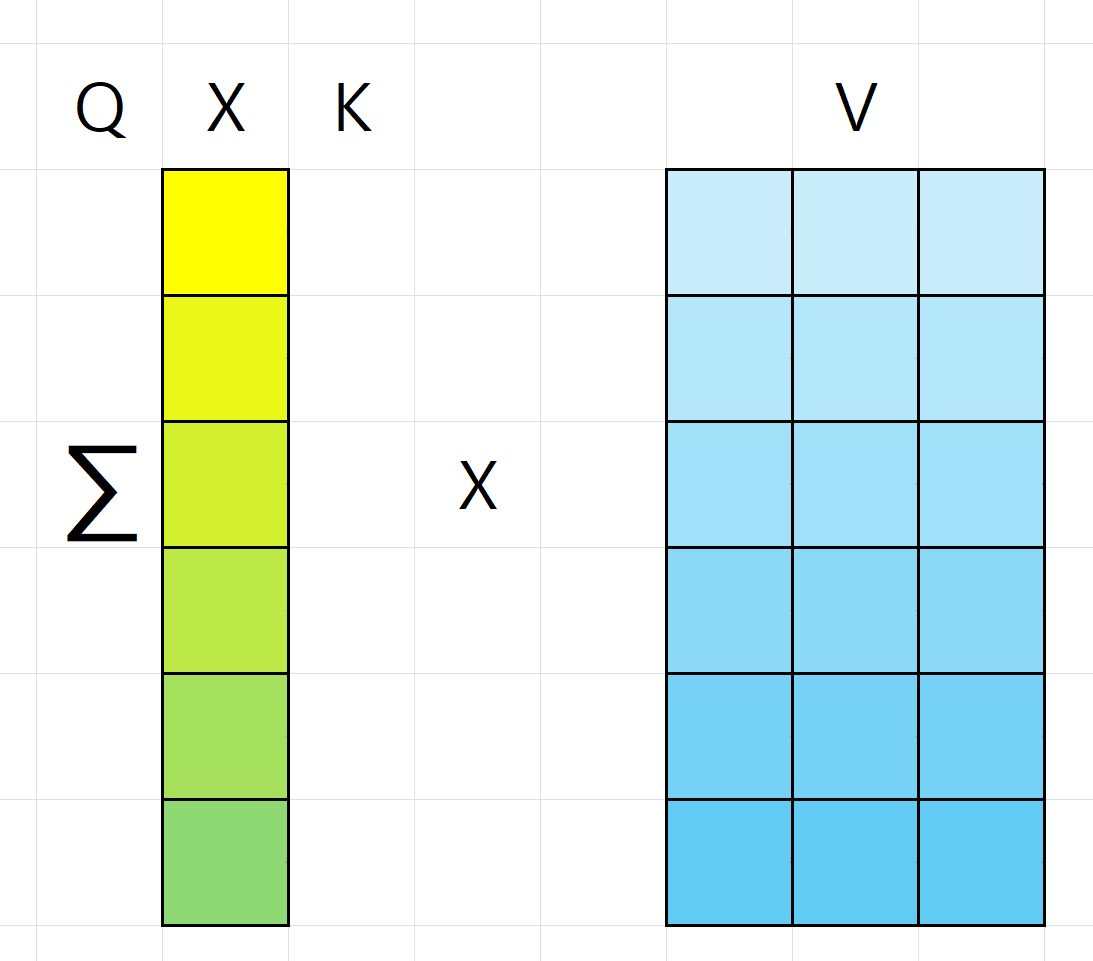 Q X K V
∑ X